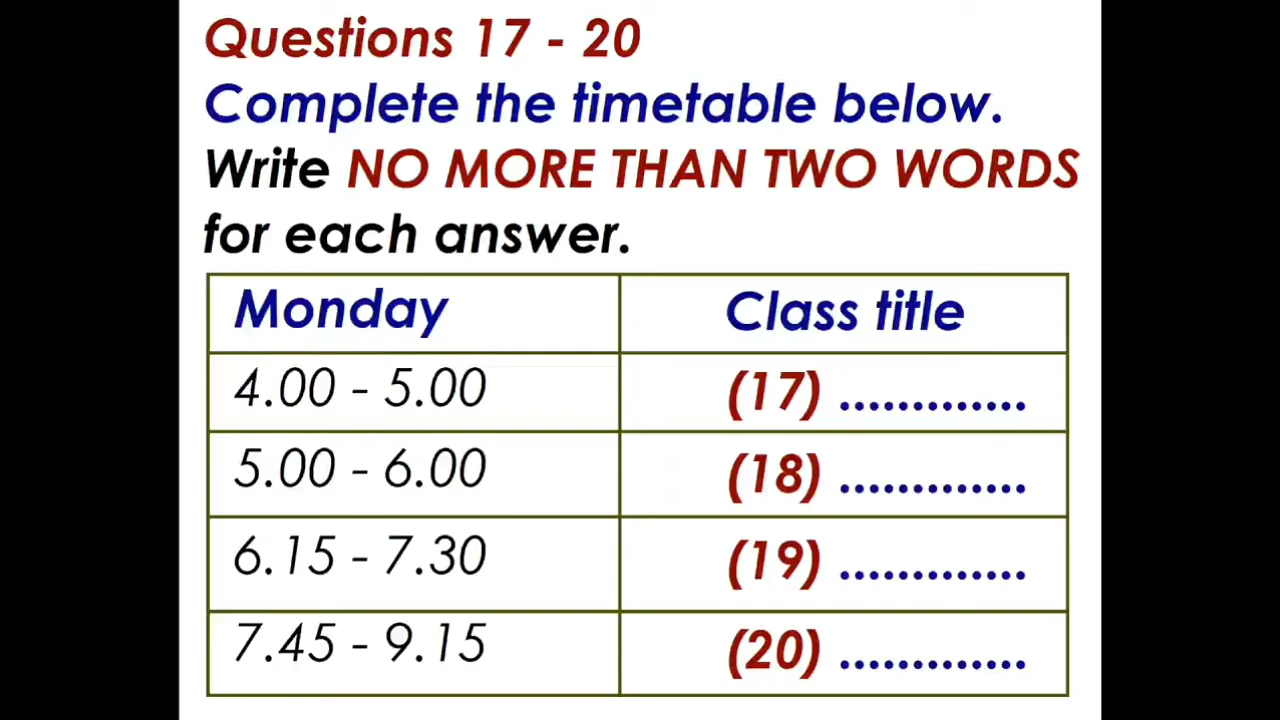 Questions 17 - 20
Complete the timetable below.
Write NO MORE THAN TWO WORDS
for each answer.
Monday Class title
4.00 - 5.00 (17) .............
5.00 - 6.00 (18) .............
6.15 - 7.30 (19) .............
7.45 - 9.15 (20) .............